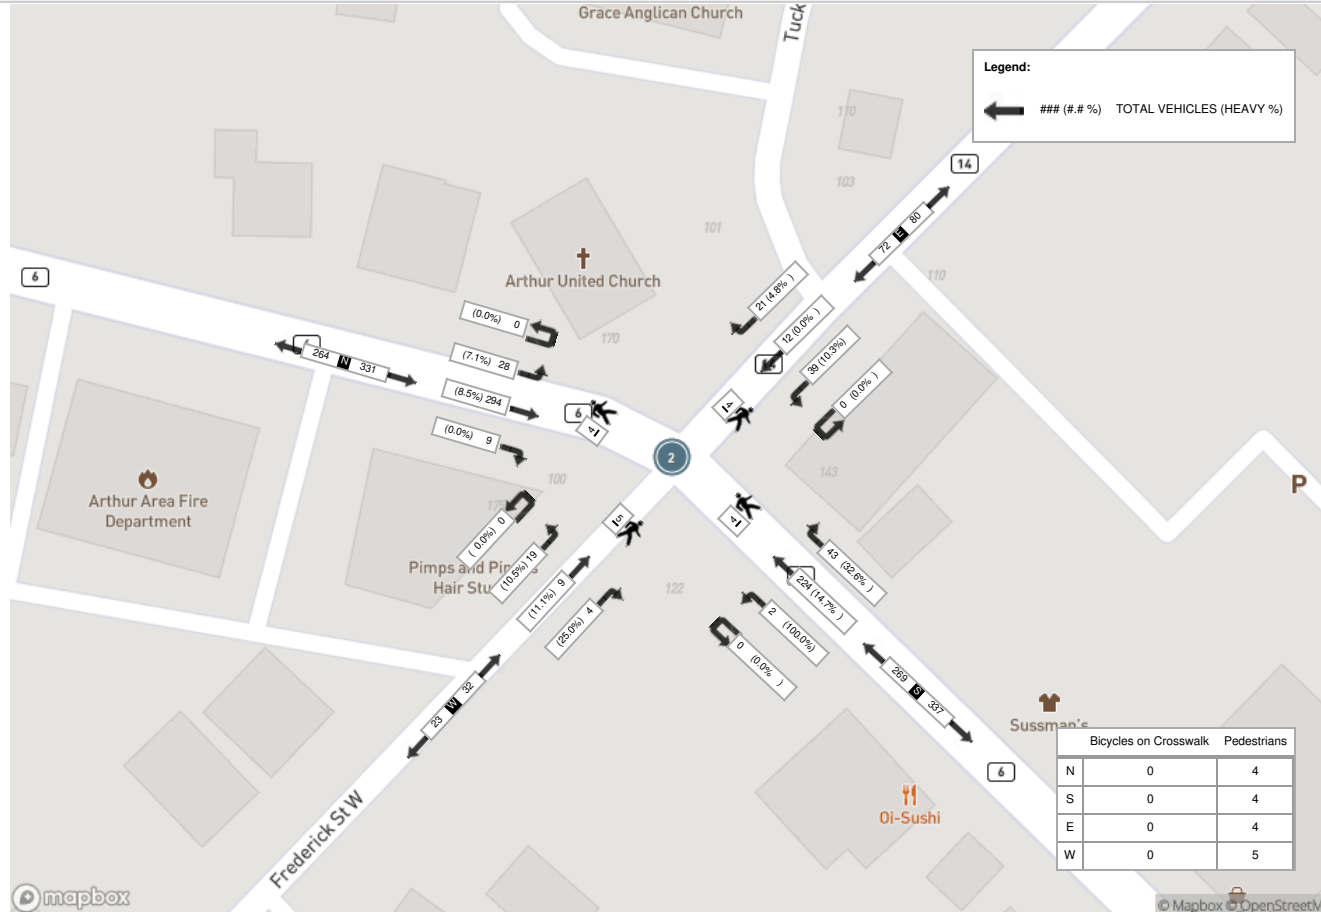 Grace Anglican Church
Tuck
Legend:
### (#.# %) TOTAL VEHICLES (HEAVY %)
110
14
103
101
80
E
72
110
6
Arthur United Church
170
21 (4.8% )
12 (0.0% )
39 (10.3%)
0 (0.0% )
(0.0%) 0
(7.1%) 28
(8.5%) 294
(0.0%) 9
264 N 331
6
4
4
2
143
100
Arthur Area Fire
Department
( 0.0%) 0
(10.5%) 19
(11.1%) 9
(25.0%) 4
5
4
Pimps and
Hair
122
43 (32.6% )
224 (14.7% )
2 (100.0%)
0 (0.0% )
P
23 W 32
269 S 337
Sussman's
6
Oi-Sushi
Frederick St W
Bicycles on Crosswalk Pedestrians
N 0 4
S 0 4
E 0 4
W 0 5
mapbox
© Mapbox © OpenStreetM